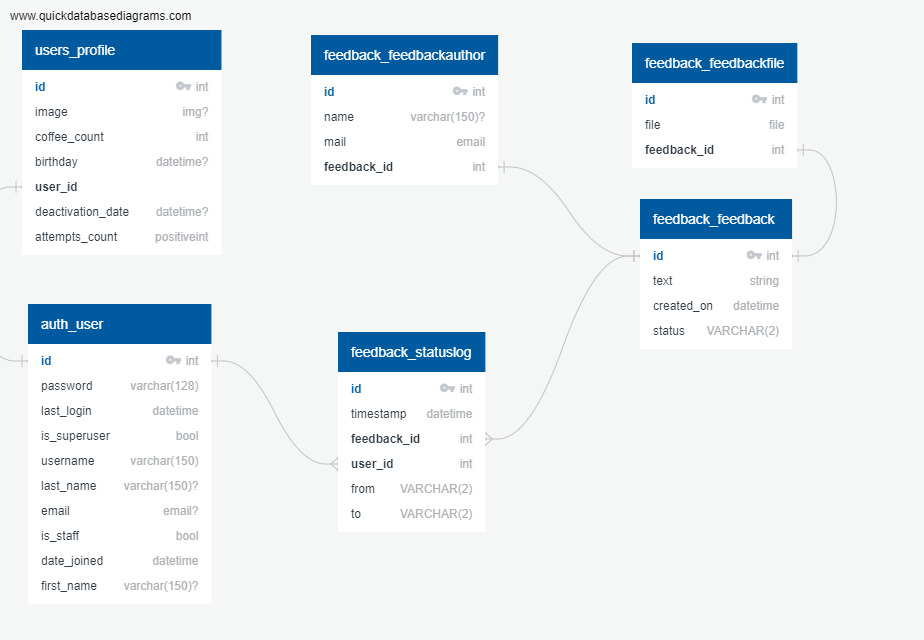 www.quickdatabasediagrams.com
users_profile
id int
image img?
coffee_count int
birthday datetime?
user_id
deactivation_date datetime?
attempts_count positiveint
feedback_feedbackauthor
id int
name varchar(150)?
mail email
feedback_id int
feedback_feedbackfile
id int
file file
feedback_id int
feedback_feedback
id int
text string
created_on datetime
status VARCHAR(2)
auth_user
id int
password varchar(128)
last_login datetime
is_superuser bool
username varchar(150)
last_name varchar(150)?
email email?
is_staff bool
date_joined datetime
first_name varchar(150)?
feedback_statuslog
id int
timestamp datetime
feedback_id int
user_id int
from VARCHAR(2)
to VARCHAR(2)